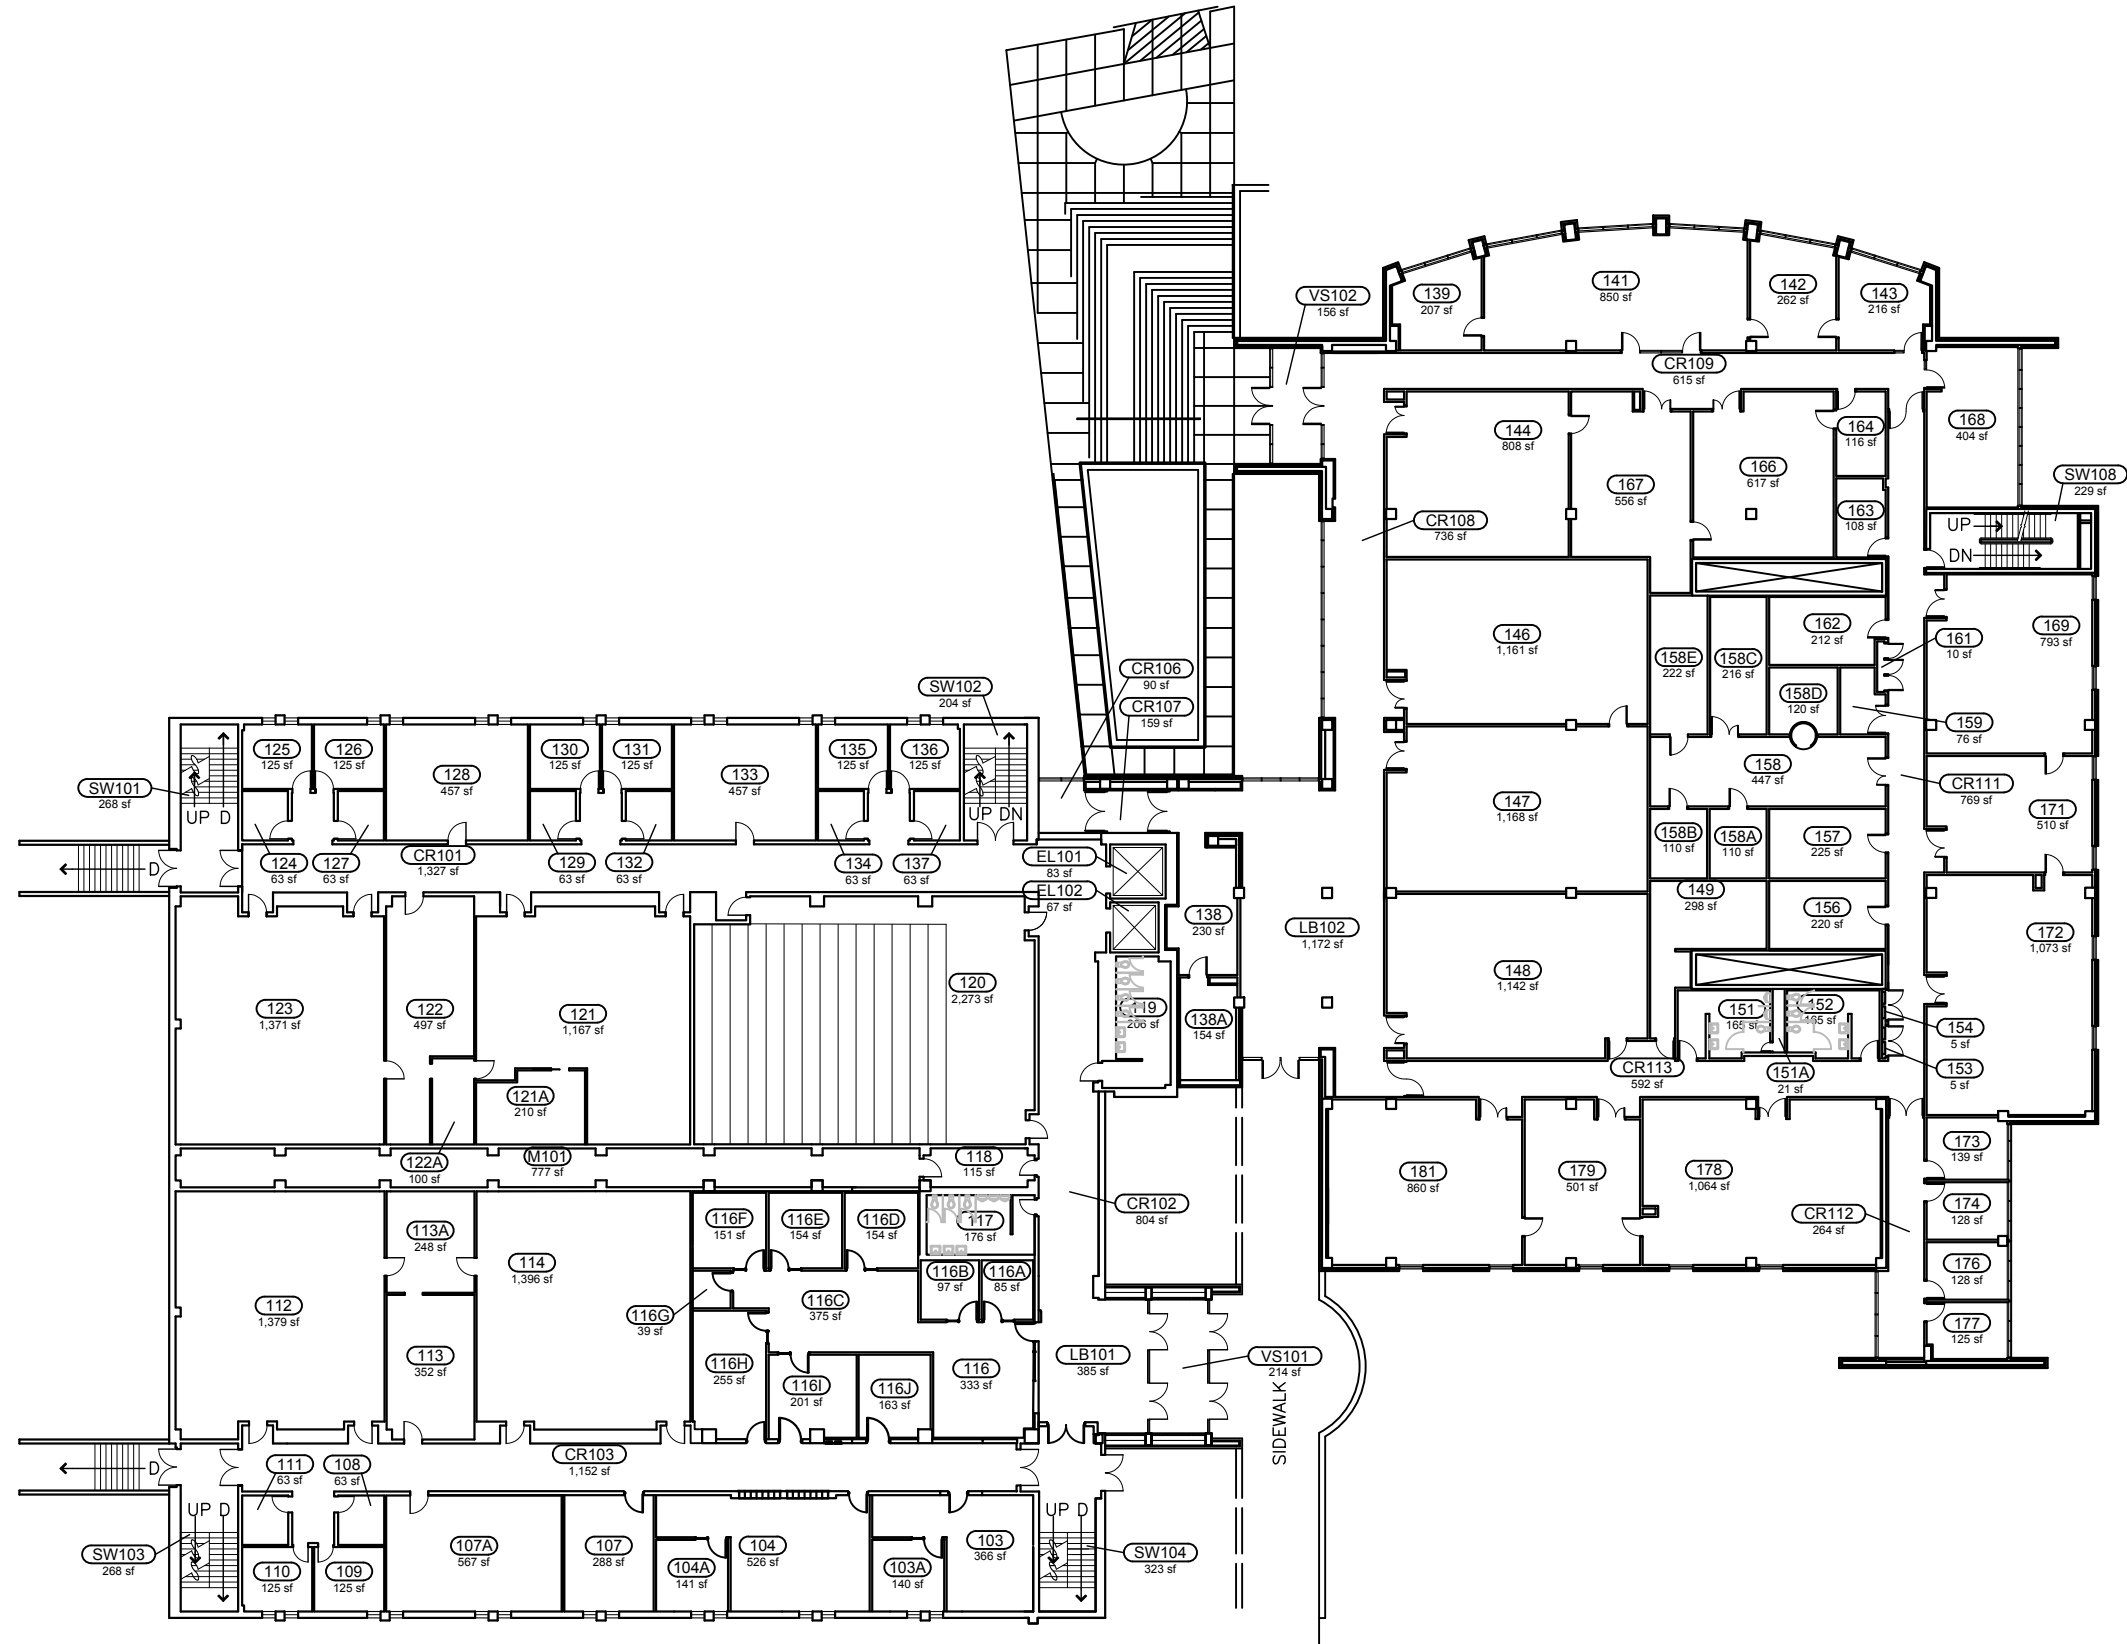 141
850 sf
142
262 sf
139
207 sf
143
216 sf
VS102
156 sf
CR109
615 sf
144
808 sf
164
116 sf
168
404 sf
166
617 sf
167
556 sf
SW108
229 sf
163
108 sf
CR108
736 sf
UP
DN
146
1,161 sf
162
212 sf
169
793 sf
161
10 sf
158E
222 sf
158C
216 sf
158D
120 sf
159
76 sf
CR106
90 sf
CR107
159 sf
SW102
204 sf
125
125 sf
126
125 sf
128
457 sf
130
125 sf
131
125 sf
133
457 sf
135
125 sf
136
125 sf
SW101
268 sf
UP D
UP DN
158
447 sf
CR111
769 sf
147
1,168 sf
171
510 sf
158B
110 sf
158A
110 sf
157
225 sf
D
124
63 sf
127
63 sf
CR101
1,327 sf
129
63 sf
132
63 sf
134
63 sf
137
63 sf
EL101
83 sf
EL102
67 sf
149
298 sf
156
220 sf
138
230 sf
LB102
1,172 sf
172
1,073 sf
148
1,142 sf
123
1,371 sf
122
497 sf
121
1,167 sf
120
2,273 sf
119
206 sf
138A
154 sf
151
165 sf
152
165 sf
154
5 sf
153
5 sf
CR113
592 sf
151A
21 sf
121A
210 sf
122A
100 sf
M101
777 sf
118
115 sf
173
139 sf
181
860 sf
179
501 sf
178
1,064 sf
174
128 sf
CR112
264 sf
CR102
804 sf
116F
151 sf
116E
154 sf
116D
154 sf
117
176 sf
113A
248 sf
114
1,396 sf
116B
97 sf
116A
85 sf
176
128 sf
112
1,379 sf
116G
39 sf
116C
375 sf
177
125 sf
113
352 sf
116H
255 sf
116I
201 sf
116J
163 sf
116
333 sf
LB101
385 sf
VS101
214 sf
SIDEWALK
D
111
63 sf
108
63 sf
CR103
1,152 sf
UP D
UP D
SW103
268 sf
110
125 sf
109
125 sf
107A
567 sf
107
288 sf
104A
141 sf
104
526 sf
103A
140 sf
103
366 sf
SW104
323 sf